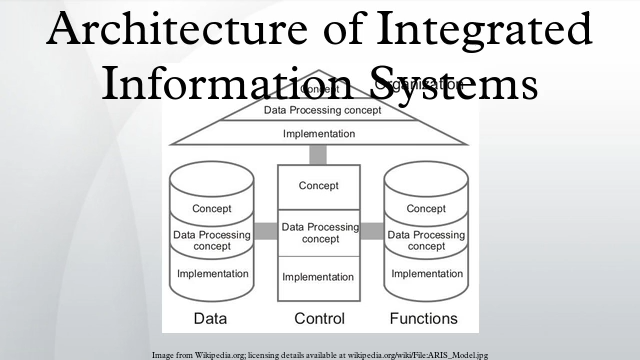 Architecture of Integrated
Information Systems
Concept
Organization
Data Processing concept
Implementation
Concept
Data Processing
concept
Implementation
Data
Concept
Data Processing
concept
Implementation
Control
Concept
Data Processing
concept
Implementation
Functions
Image from Wikipedia.org; licensing details available at wikipedia.org/wiki/File:ARIS_Model.jpg